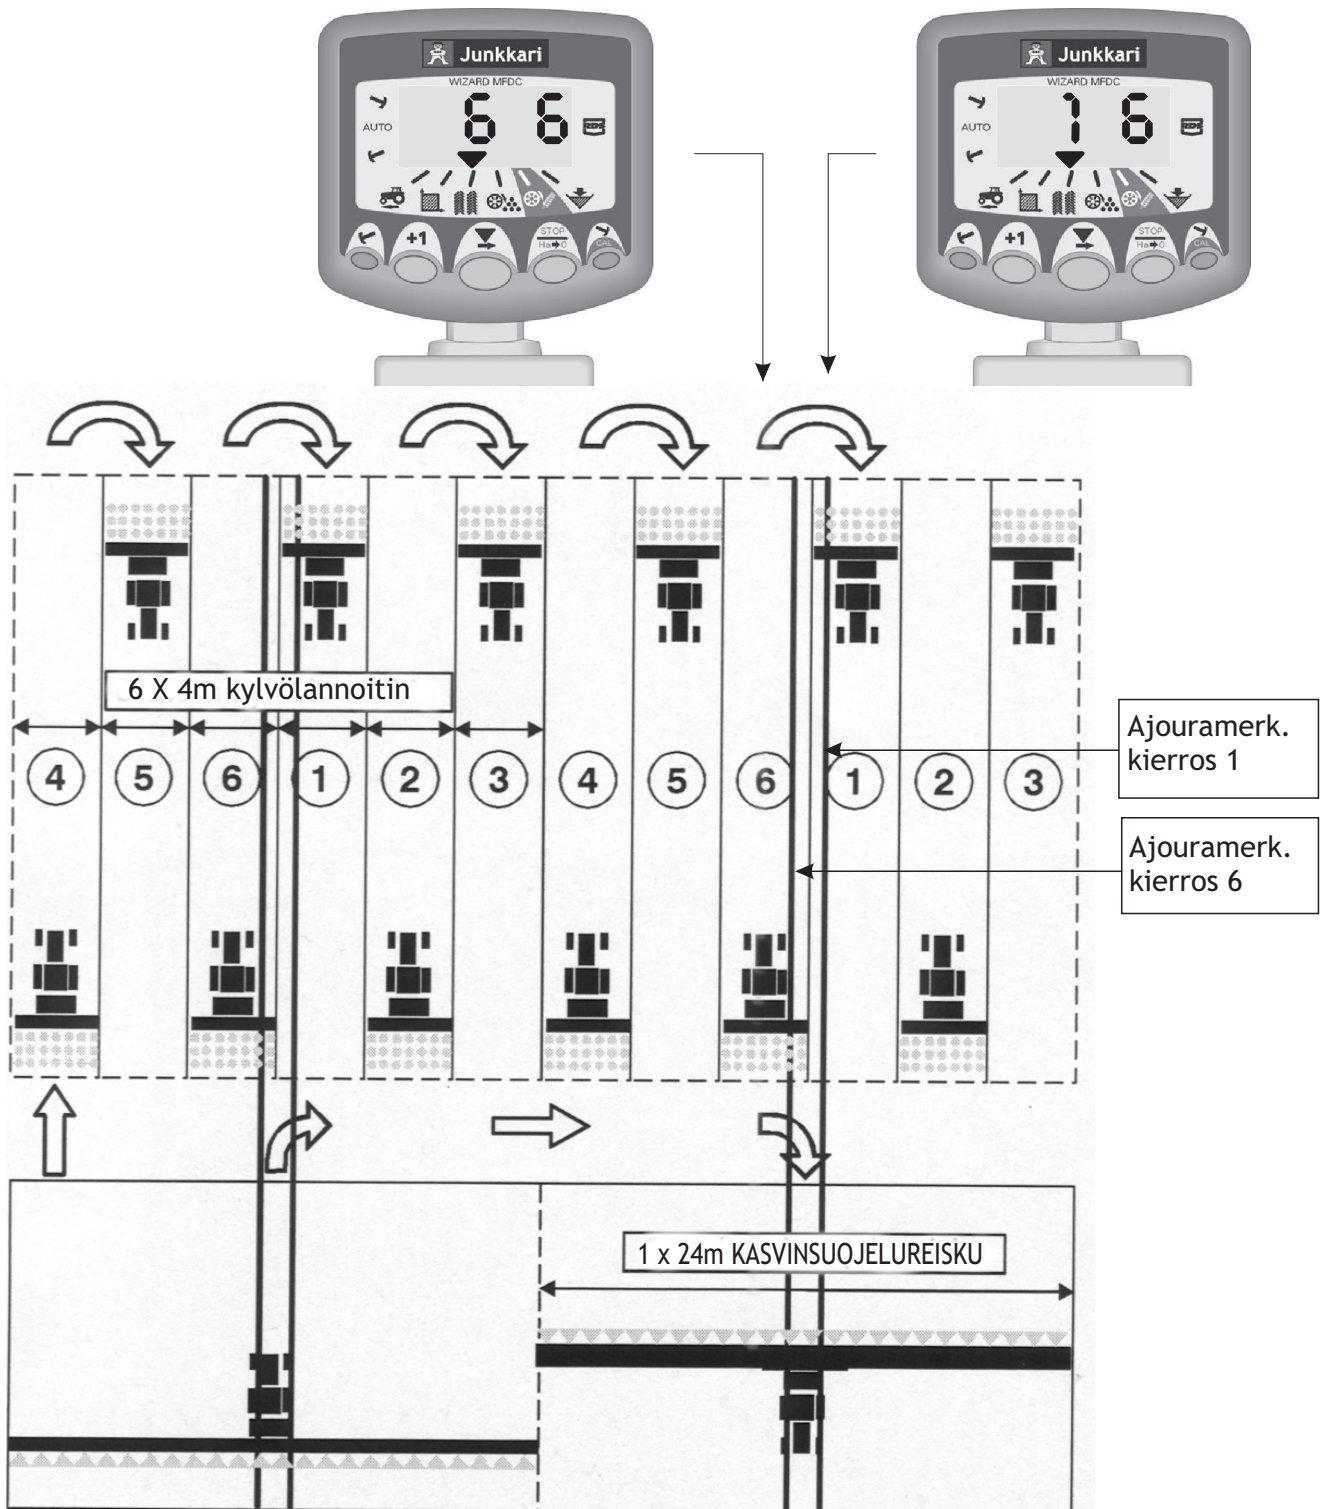 Junkkari
WIZARD MFDC
6 6
AUTO
+1
STOP
Ha➡0
CAL
Junkkari
WIZARD MFDC
1 6
AUTO
+1
STOP
Ha➡0
CAL
6 X 4m kylvölannoitin
4 5 6 1 2 3 4 5 6 1 2 3
Ajouramerk.
kierros 1
Ajouramerk.
kierros 6
1 x 24m KASVINSUOJELUREISKU